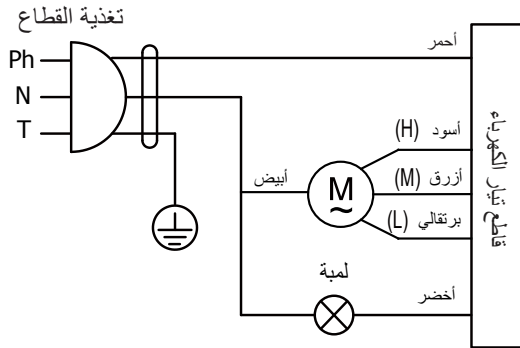 تغذية القطاع
Ph
N
T
أحمر
أسود (H)
أزرق (M)
برتقالي (L)
أبيض
M
~
لمبة
أخضر
قاطع تيار الكهرباء